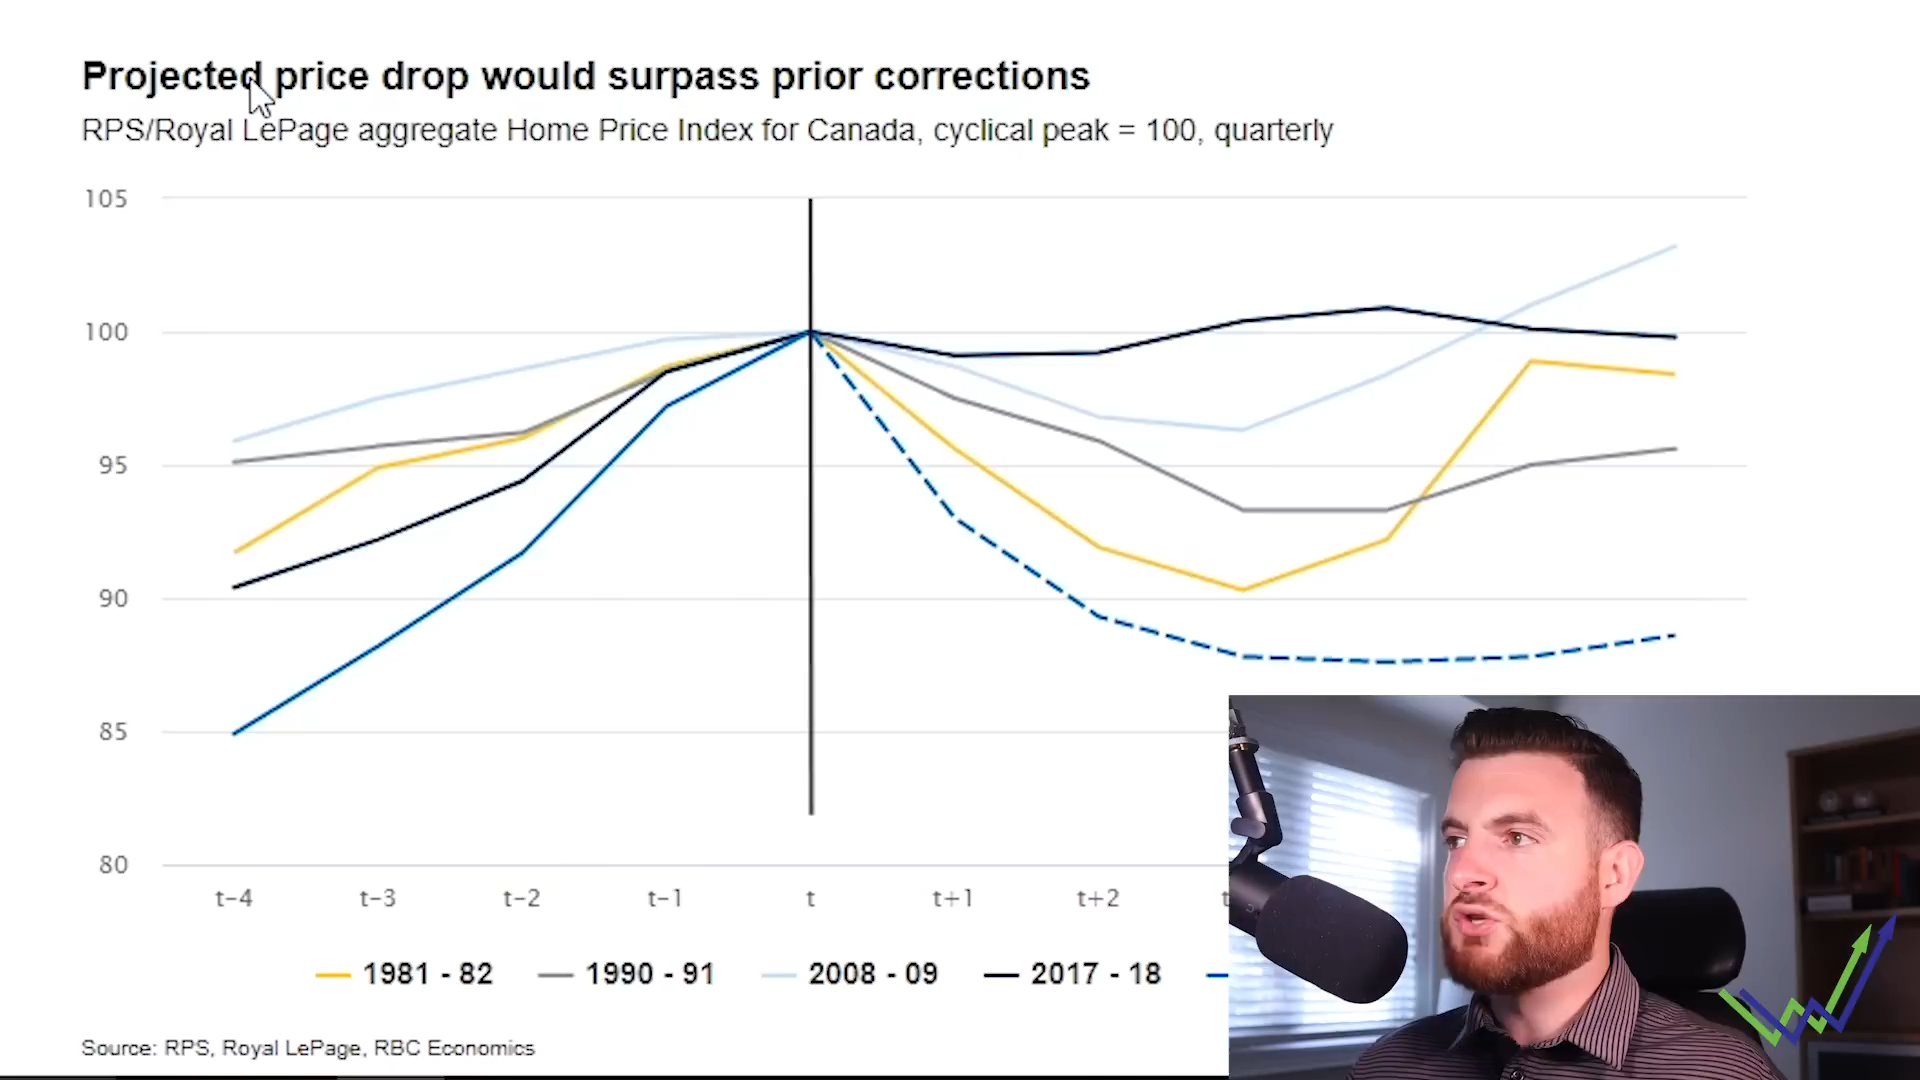 Projected price drop would surpass prior corrections
RPS/Royal LePage aggregate Home Price Index for Canada, cyclical peak = 100, quarterly
105
100
95
90
85
80
t-4 t-3 t-2 t-1 t t+1 t+2 t
1981 - 82 1990 - 91 2008 - 09 2017 - 18
Source: RPS, Royal LePage, RBC Economics